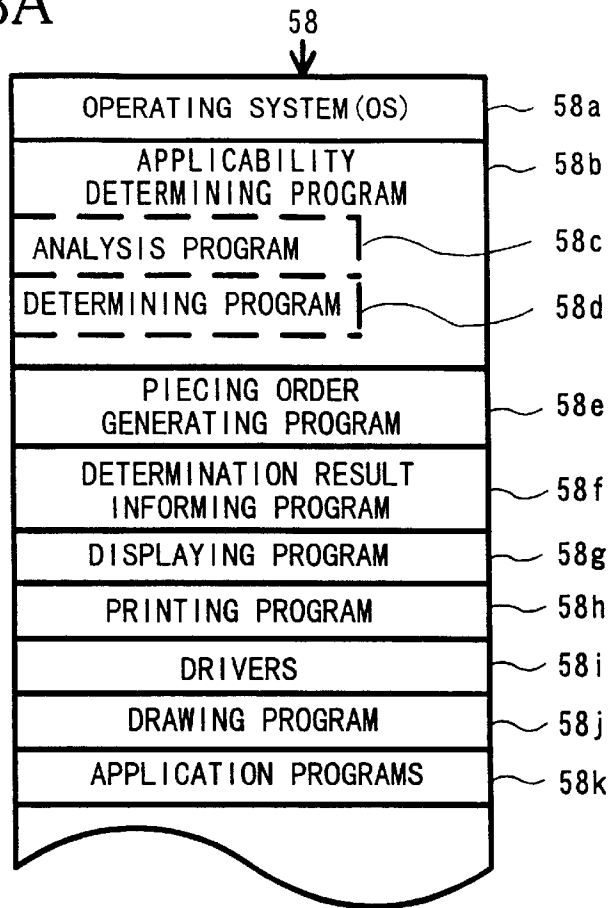 58
OPERATING SYSTEM(OS)
58a
APPLICABILITY
DETERMINING PROGRAM
58b
ANALYSIS PROGRAM
58c
DETERMINING PROGRAM
58d
PIECING ORDER
GENERATING PROGRAM
58e
DETERMINATION RESULT
INFORMING PROGRAM
58f
DISPLAYING PROGRAM
58g
PRINTING PROGRAM
58h
DRIVERS
58i
DRAWING PROGRAM
58j
APPLICATION PROGRAMS
58k